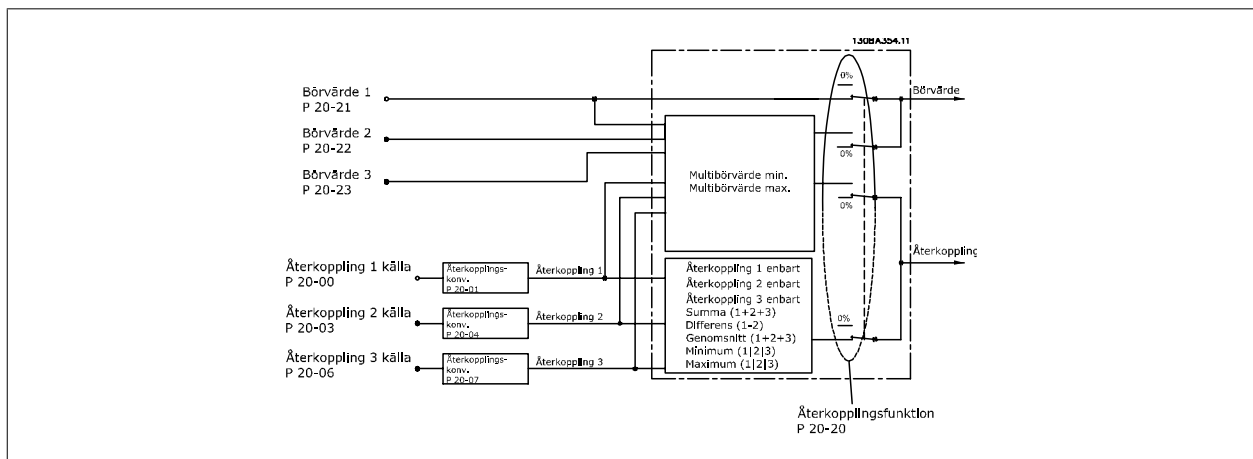 130BA354.11
0%
Börvärde 1
P 20-21
Börvärde
Börvärde 2
P 20-22
0%
Börvärde 3
P 20-23
Multibörvärde min.
Multibörvärde max.
0%
Återkoppling
Återkoppling 1 källa
P 20-00
Återkopplings-
konv.
P 20-01
Återkoppling 1
Återkoppling 1 enbart
Återkoppling 2 enbart
Återkoppling 3 enbart
Summa (1+2+3)
Differens (1-2)
Genomsnitt (1+2+3)
Minimum (1|2|3)
Maximum (1|2|3)
0%
Återkoppling 2 källa
P 20-03
Återkopplings-
konv.
P 20-04
Återkoppling 2
Återkoppling 3 källa
P 20-06
Återkopplings-
konv.
P 20-07
Återkoppling 3
Återkopplingsfunktion
P 20-20